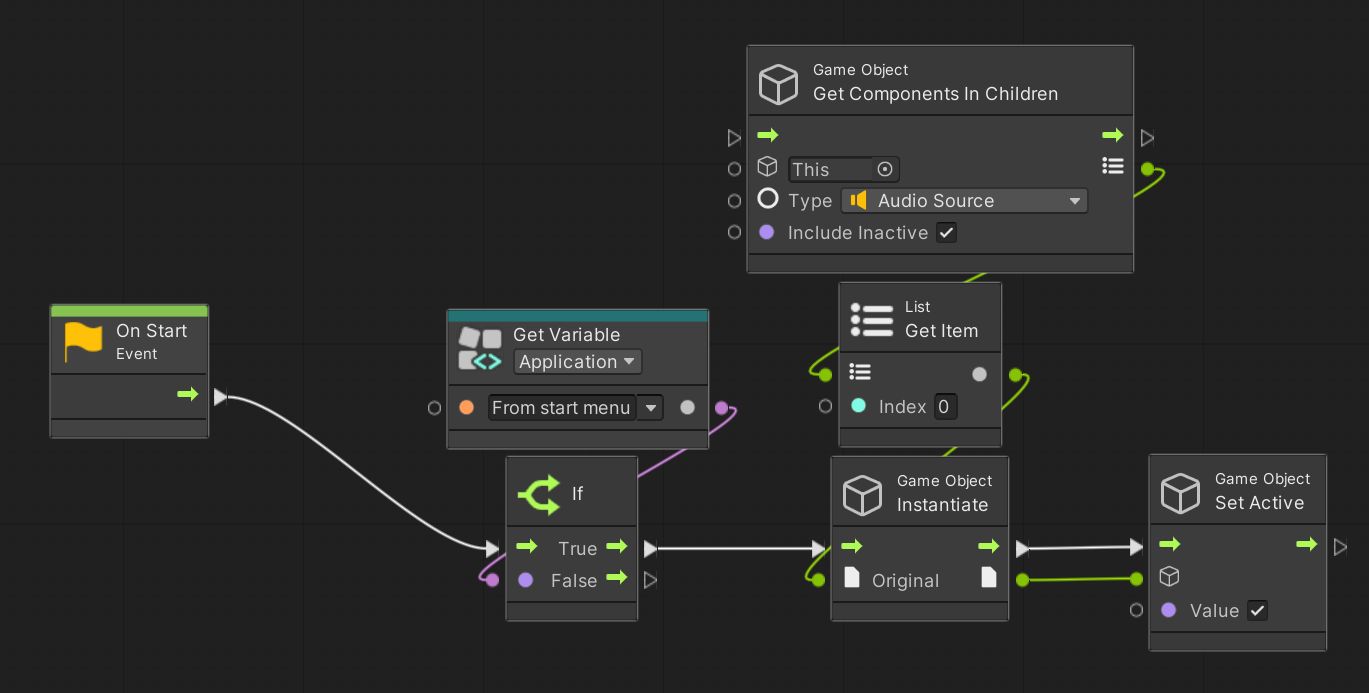 Game Object
Get Components In Children
This
Type Audio Source
Include Inactive
On Start
Event
Get Variable
Application
From start menu
List
Get Item
Index 0
If
True
False
Game Object
Instantiate
Original
Game Object
Set Active
Value